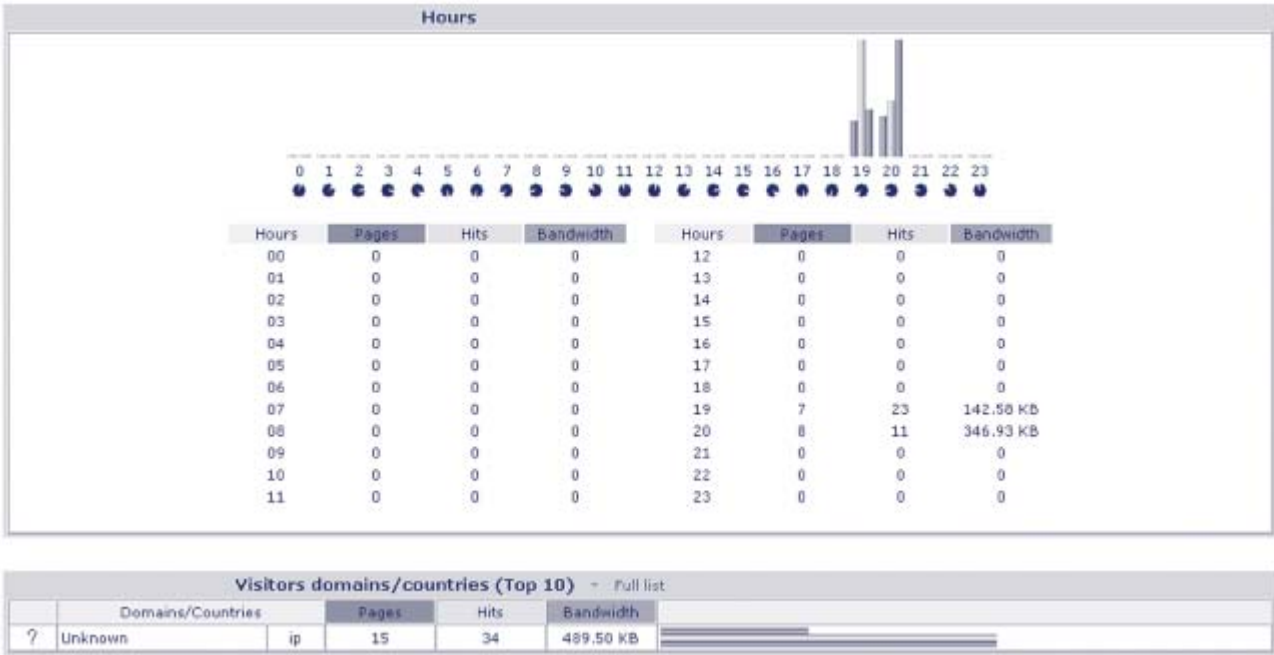 Hours
0 1 2 3 4 5 6 7 8 9 10 11 12 13 14 15 16 17 18 19 20 21 22 23
Hours Pages Hits Bandwidth Hours Pages Hits Bandwidth
00 0 0 0 12 0 0 0
01 0 0 0 13 0 0 0
02 0 0 0 14 0 0 0
03 0 0 0 15 0 0 0
04 0 0 0 16 0 0 0
05 0 0 0 17 0 0 0
06 0 0 0 18 0 0 0
07 0 0 0 19 7 23 142.58 KB
08 0 0 0 20 8 11 346.93 KB
09 0 0 0 21 0 0 0
10 0 0 0 22 0 0 0
11 0 0 0 23 0 0 0
Visitors domains/countries (Top 10) - Full list
Domains/Countries Pages Hits Bandwidth
? Unknown ip 15 34 489.50 KB